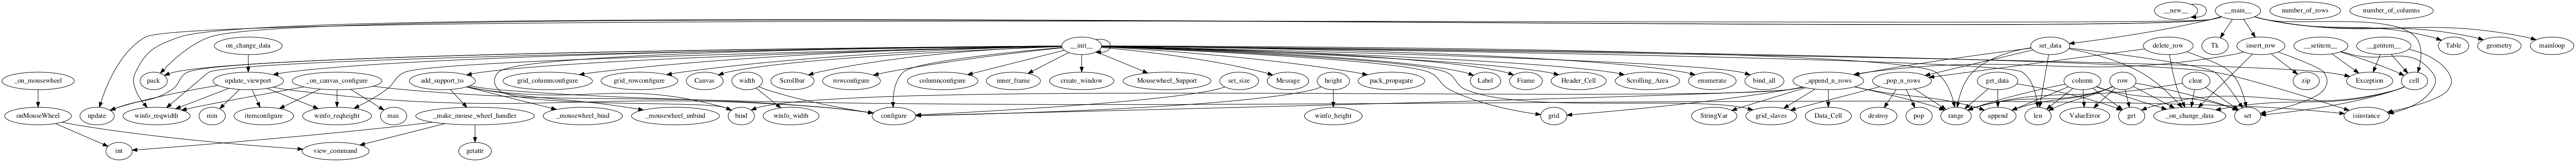 __new__
__main__
number_of_rows
number_of_columns
on_change_data
__init__
Tk
set_data
delete_row
insert_row
__setitem__
__getitem__
Table
geometry
mainloop
_on_mousewheel
pack
update_viewport
_on_canvas_configure
add_support_to
grid_columnconfigure
grid_rowconfigure
Canvas
width
Scrollbar
rowconfigure
columnconfigure
inner_frame
create_window
Mousewheel_Support
set_size
Message
height
pack_propagate
Label
Frame
Header_Cell
Scrolling_Area
enumerate
bind_all
_append_n_rows
_pop_n_rows
get_data
column
row
clear
zip
Exception
cell
onMouseWheel
update
winfo_reqwidth
min
itemconfigure
winfo_reqheight
max
_make_mouse_wheel_handler
_mousewheel_bind
_mousewheel_unbind
bind
winfo_width
configure
winfo_height
grid
StringVar
grid_slaves
Data_Cell
destroy
pop
range
append
len
ValueError
get
_on_change_data
set
isinstance
int
view_command
getattr